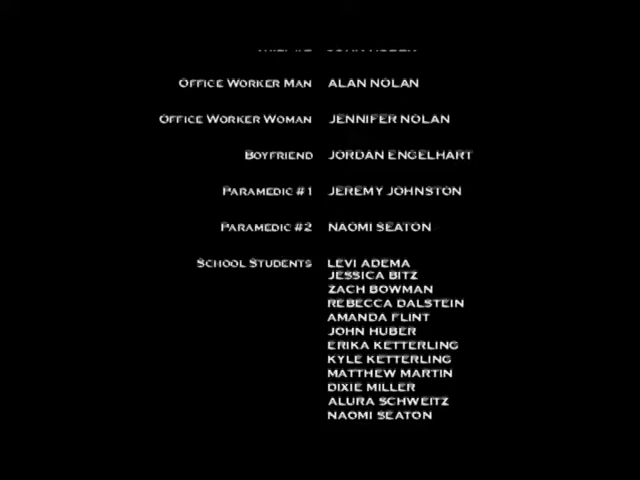 Office Worker Man ALAN NOLAN
Office Worker Woman JENNIFER NOLAN
Boyfriend JORDAN ENGELHART
Paramedic #1 JEREMY JOHNSTON
Paramedic #2 NAOMI SEATON
School Students LEVI ADEMA
JESSICA BITZ
ZACH BOWMAN
REBECCA DALSTEIN
AMANDA FLINT
JOHN HUBER
ERIKA KETTERLING
KYLE KETTERLING
MATTHEW MARTIN
DIXIE MILLER
ALURA SCHWEITZ
NAOMI SEATON